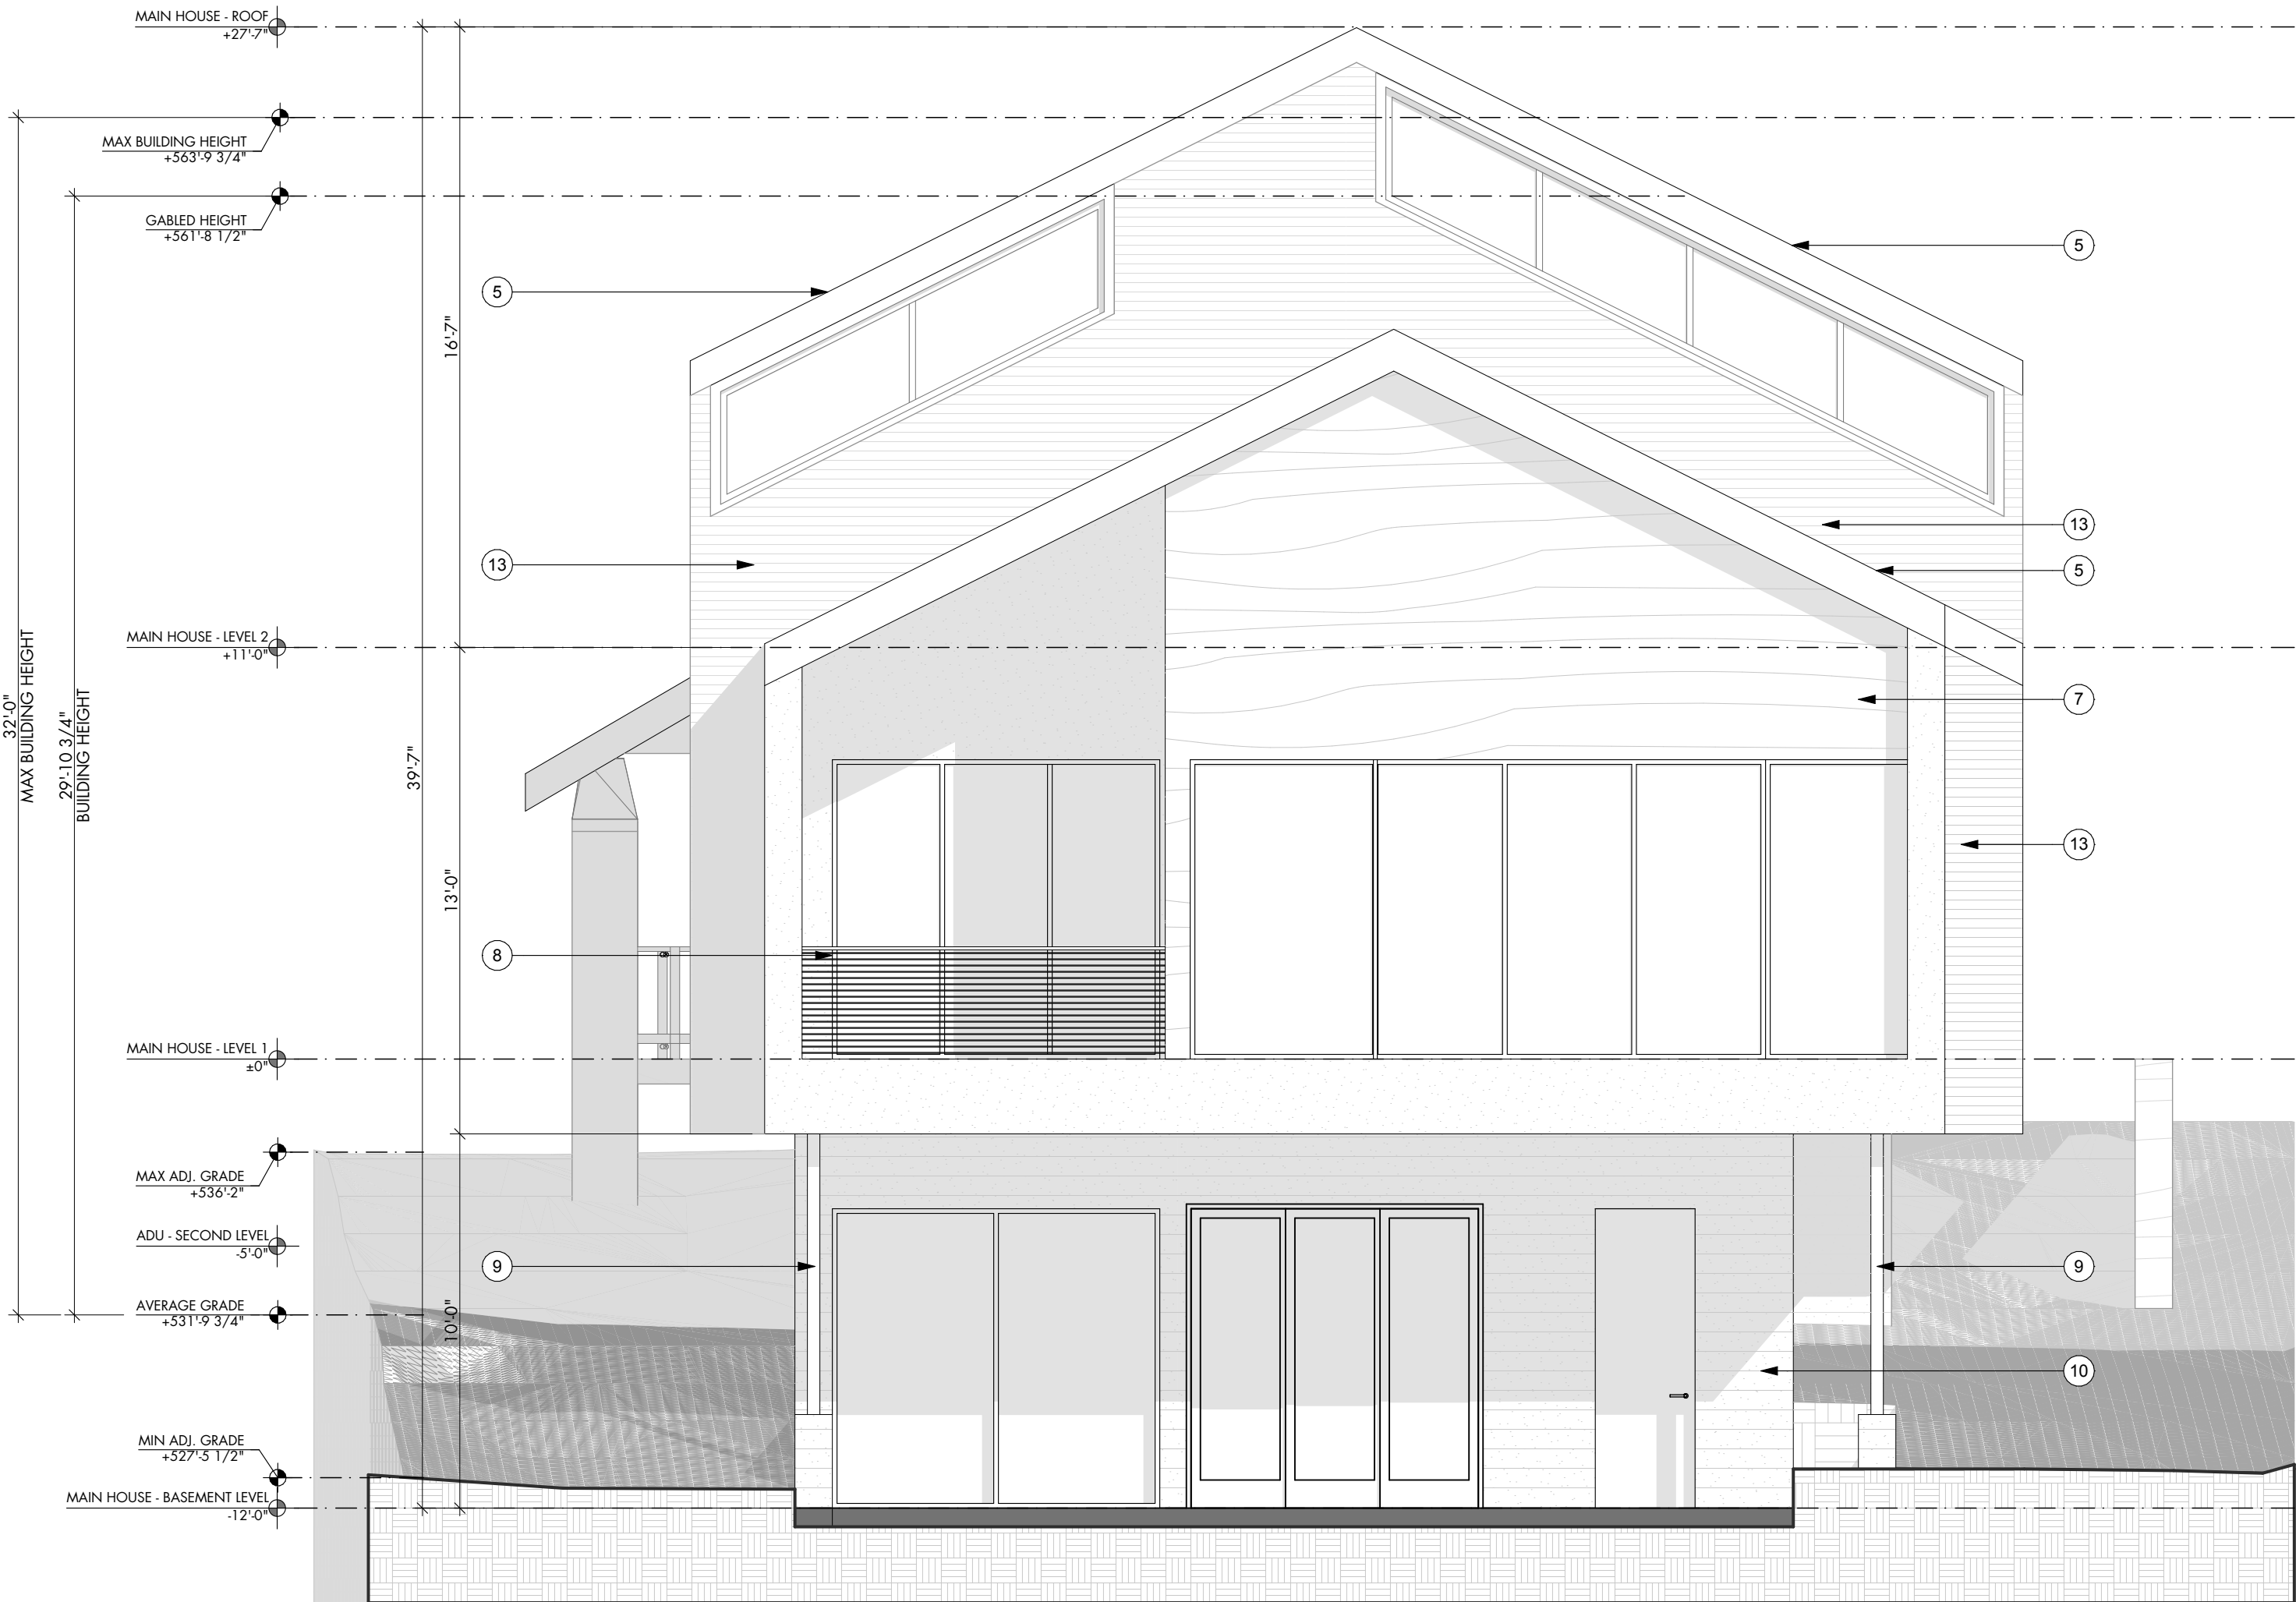 MAIN HOUSE - ROOF
+27'-7"
MAX BUILDING HEIGHT
+563'-9 3/4"
GABLED HEIGHT
+561'-8 1/2"
5
5
16'-7"
13
13
5
MAIN HOUSE - LEVEL 2
+11'-0"
32'-0"
MAX BUILDING HEIGHT
29'-10 3/4"
BUILDING HEIGHT
39'-7"
7
13
13'-0"
8
MAIN HOUSE - LEVEL 1
±0"
MAX ADJ. GRADE
+536'-2"
ADU - SECOND LEVEL
-5'-0"
9
9
AVERAGE GRADE
+531'-9 3/4"
10'-0"
10
MIN ADJ. GRADE
+527'-5 1/2"
MAIN HOUSE - BASEMENT LEVEL
-12'-0"